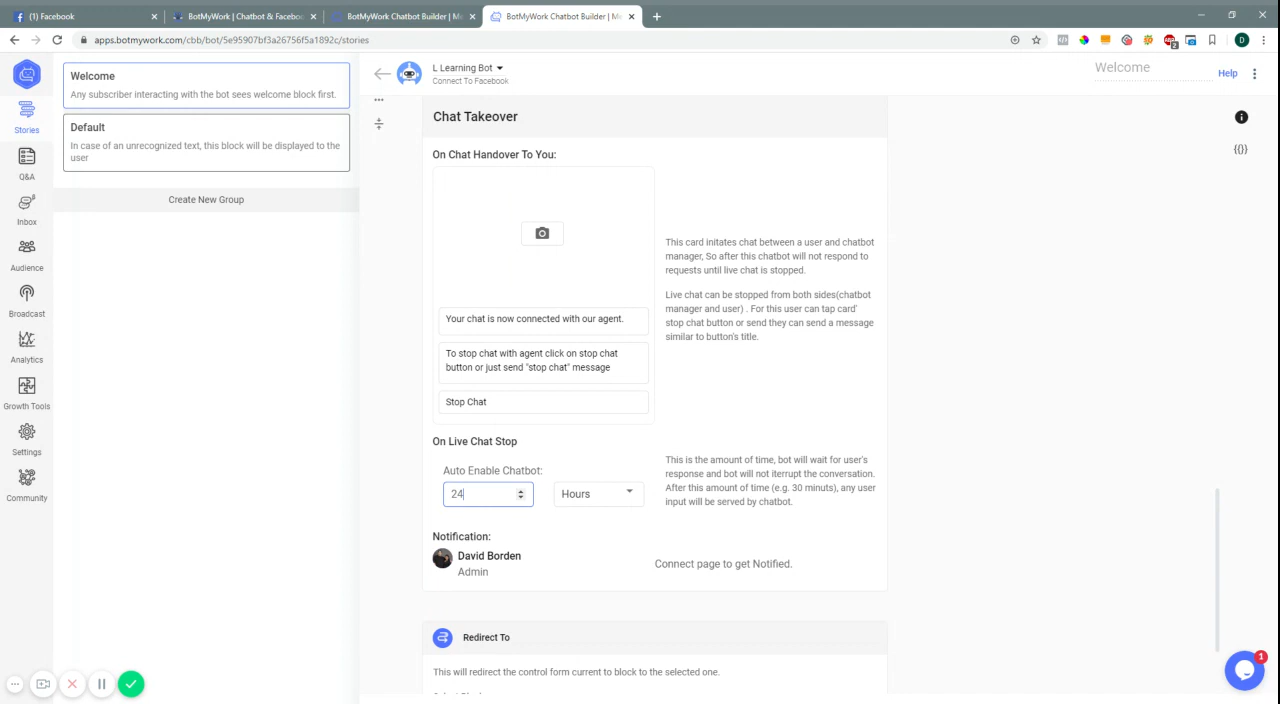 (1) Facebook
BotMyWork | Chatbot & Faceboo
BotMyWork Chatbot Builder | Me
BotMyWork Chatbot Builder | Me
apps.botmywork.com/cbb/bot/5e95907bf3a26756f5a1892c/stories
Welcome
Any subscriber interacting with the bot sees welcome block first.
Default
In case of an unrecognized text, this block will be displayed to the
user
Create New Group
Stories
Q&A
Inbox
Audience
Broadcast
Analytics
Growth Tools
Settings
Community
L Learning Bot
Connect To Facebook
Welcome
Help
Chat Takeover
On Chat Handover To You:
Your chat is now connected with our agent.
To stop chat with agent click on stop chat
button or just send "stop chat" message
Stop Chat
This card initates chat between a user and chatbot
manager, So after this chatbot will not respond to
requests until live chat is stopped.
Live chat can be stopped from both sides(chatbot
manager and user) . For this user can tap card'
stop chat button or send they can send a message
similar to button's title.
On Live Chat Stop
Auto Enable Chatbot:
24
Hours
This is the amount of time, bot will wait for user's
response and bot will not iterrupt the conversation.
After this amount of time (e.g. 30 minuts), any user
input will be served by chatbot.
Notification:
David Borden
Admin
Connect page to get Notified.
Redirect To
This will redirect the control form current to block to the selected one.
1